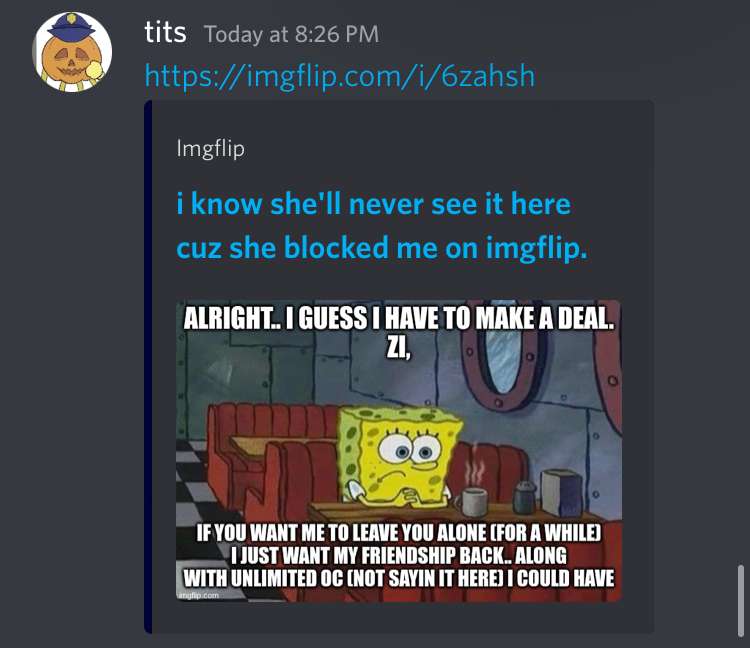 tits Today at 8:26 PM
https://imgflip.com/i/6zahsh
Imgflip
i know she'll never see it here
cuz she blocked me on imgflip.
ALRIGHT.. I GUESS I HAVE TO MAKE A DEAL.
ZI,
IF YOU WANT ME TO LEAVE YOU ALONE (FOR A WHILE)
I JUST WANT MY FRIENDSHIP BACK.. ALONG
WITH UNLIMITED OC (NOT SAYIN IT HERE) I COULD HAVE
imgflip.com